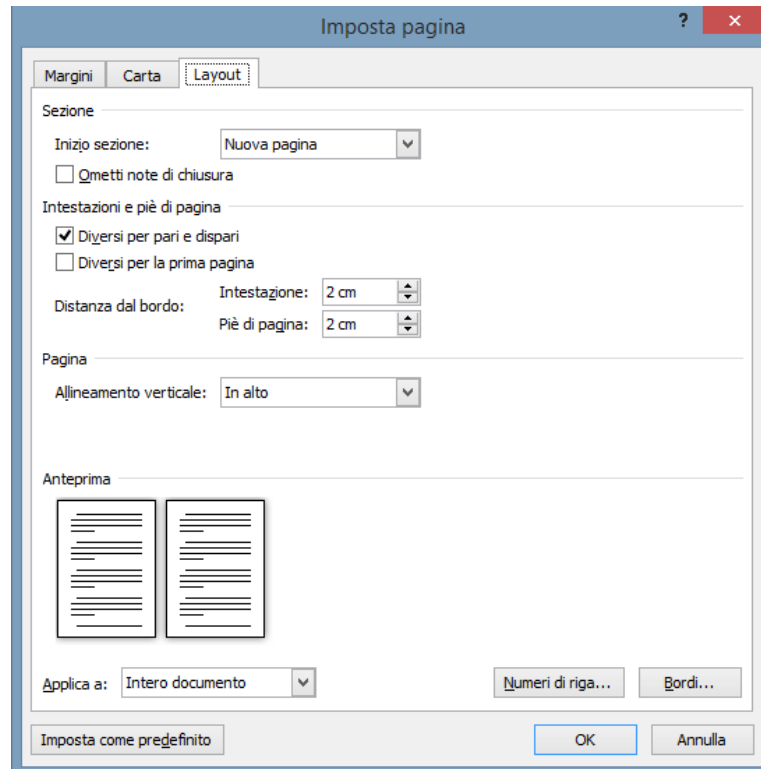 Imposta pagina ?
Margini Carta Layout
Sezione
Inizio sezione: Nuova pagina
Ometti note di chiusura
Intestazioni e piè di pagina
Diversi per pari e dispari
Diversi per la prima pagina
Distanza dal bordo: Intestazione: 2 cm
Piè di pagina: 2 cm
Pagina
Allineamento verticale: In alto
Anteprima
Applica a: Intero documento Numeri di riga... Bordi...
Imposta come predefinito OK Annulla